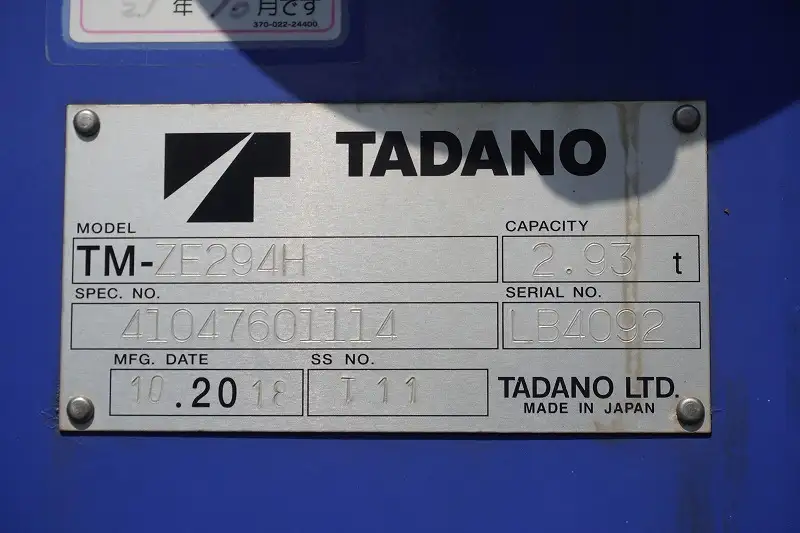 年 月です
370-022-24400
TADANO
MODEL
TM-ZE294H
CAPACITY
2.93 t
SPEC. NO.
41047601114
SERIAL NO.
LB4092
MFG. DATE
10.2018
SS NO.
T11
TADANO LTD.
MADE IN JAPAN